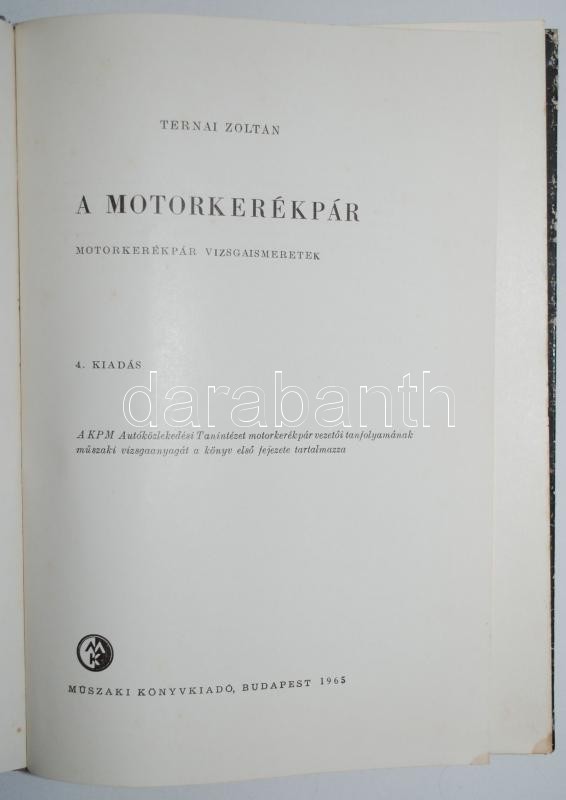 TERNAI ZOLTÁN
A MOTORKERÉKPÁR
MOTORKERÉKPÁR VIZSGAISMERETEK
4. KIADÁS
darabanth
A KPM Autóközlekedési Tanintézet motorkerékpár vezetői tanfolyamának
műszaki vizsgaanyagát a könyv első fejezete tartalmazza
MK
MŰSZAKI KÖNYVKIADÓ, BUDAPEST 1965